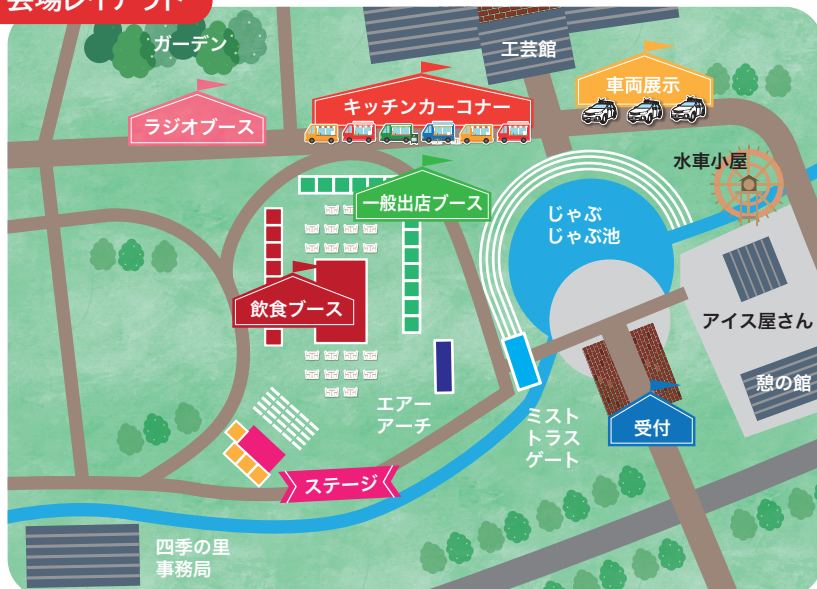 会場レイアウト
ガーデン
工芸館
車両展示
キッチンカーコーナー
ラジオブース
水車小屋
一般出店ブース
じゃぶ
じゃぶ池
飲食ブース
アイス屋さん
憩の館
エアー
アーチ
ミスト
トラス
ゲート
受付
ステージ
四季の里
事務局